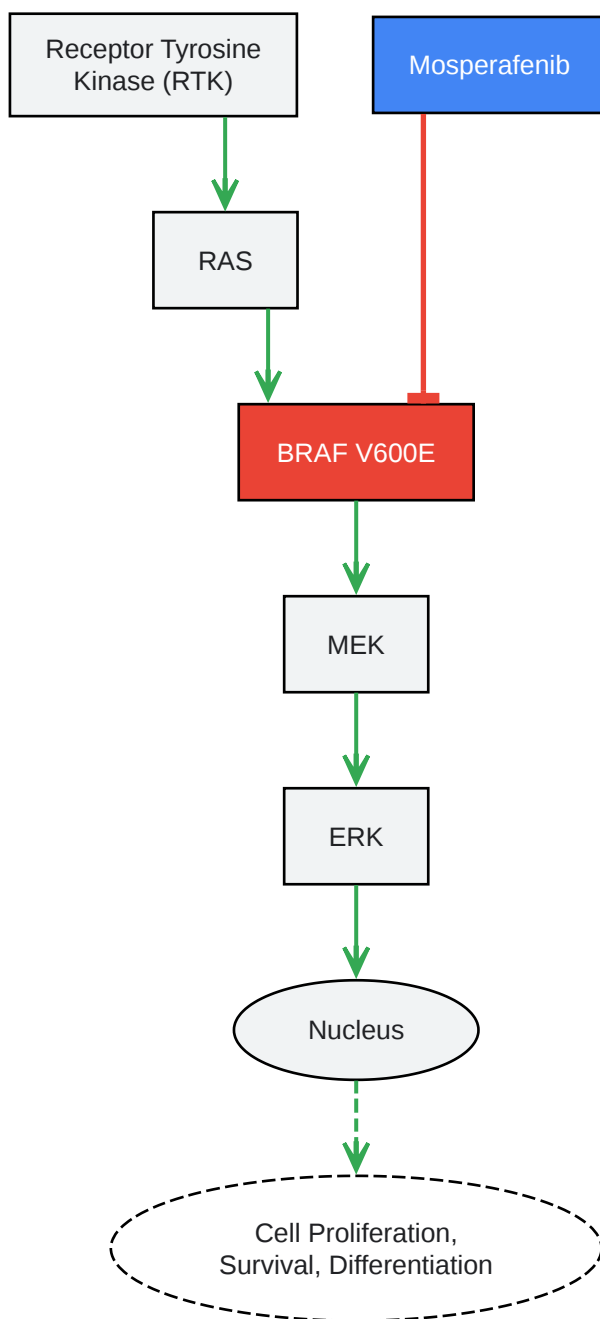 Receptor Tyrosine
Kinase (RTK)
Mosperafenib
RAS
BRAF V600E
MEK
ERK
Nucleus
Cell Proliferation,
Survival, Differentiation